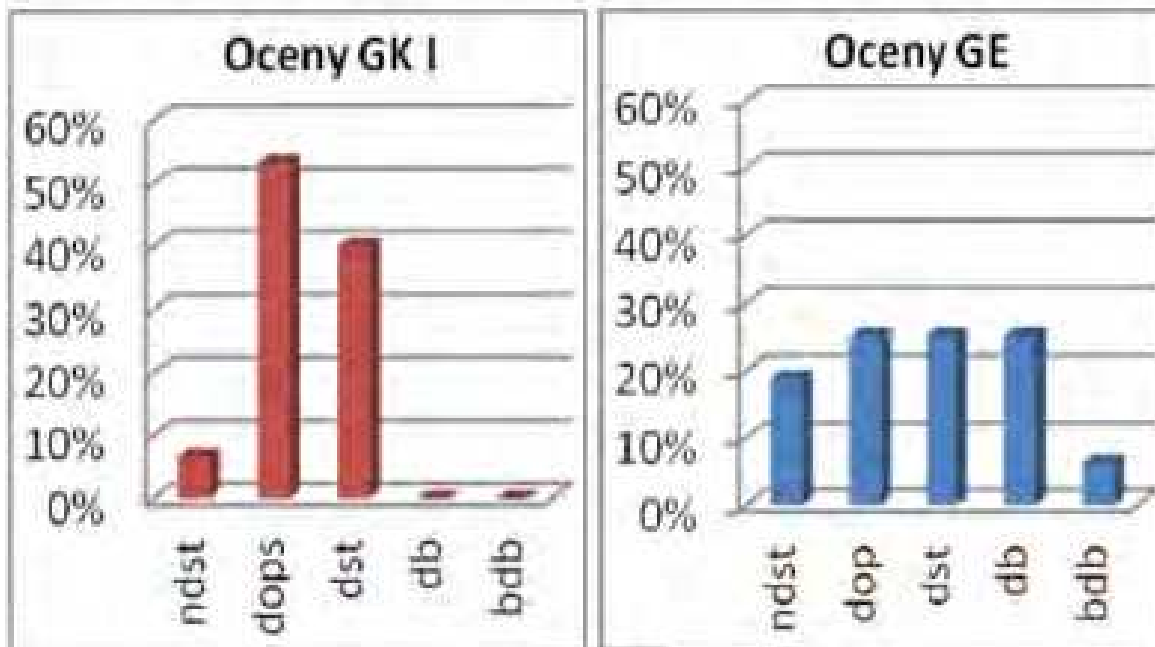 Oceny GK I
60%
50%
40%
30%
20%
10%
0%
ndst
dops
dst
db
bdb
Oceny GE
60%
50%
40%
30%
20%
10%
0%
ndst
dop
dst
db
bdb